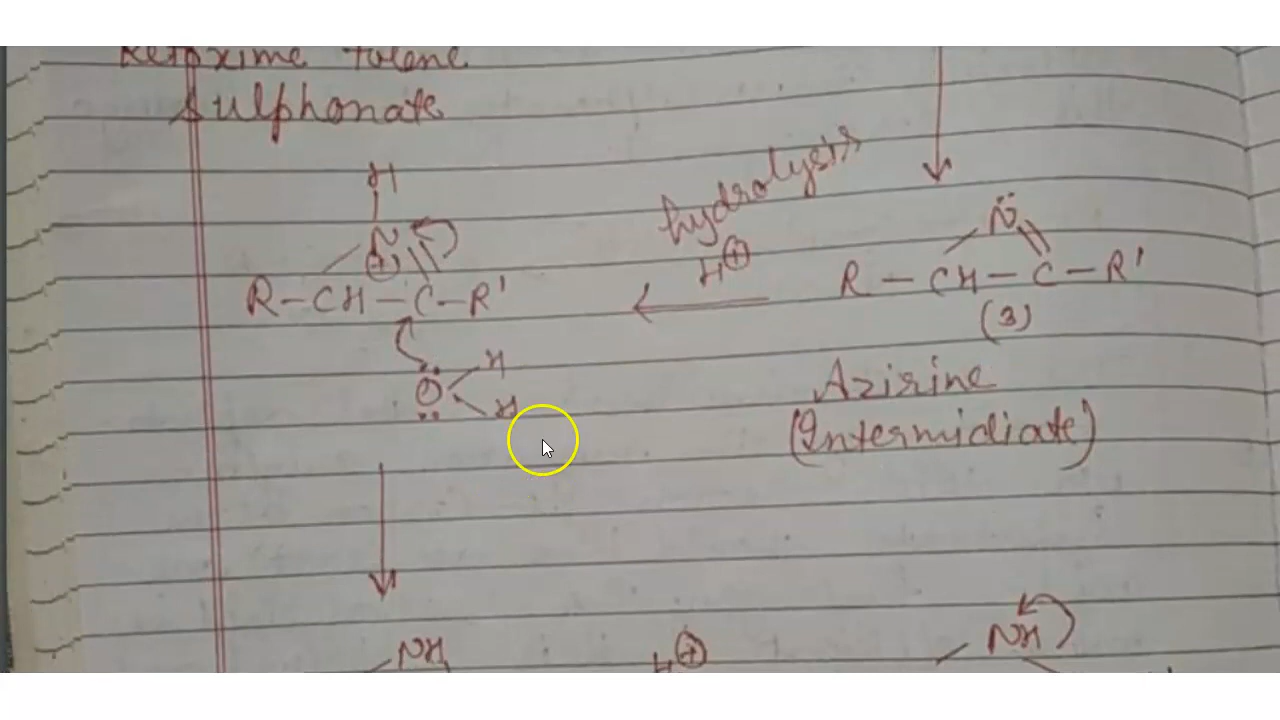 Ketoxime tolene
Sulphonate
H
hydrolysis
N N̈
⊕ H⊕
R — CH — C — R' R — CH — C — R'
(3)
H
:O:
H
Azirine
(Intermidiate)
NH H⊕ NH